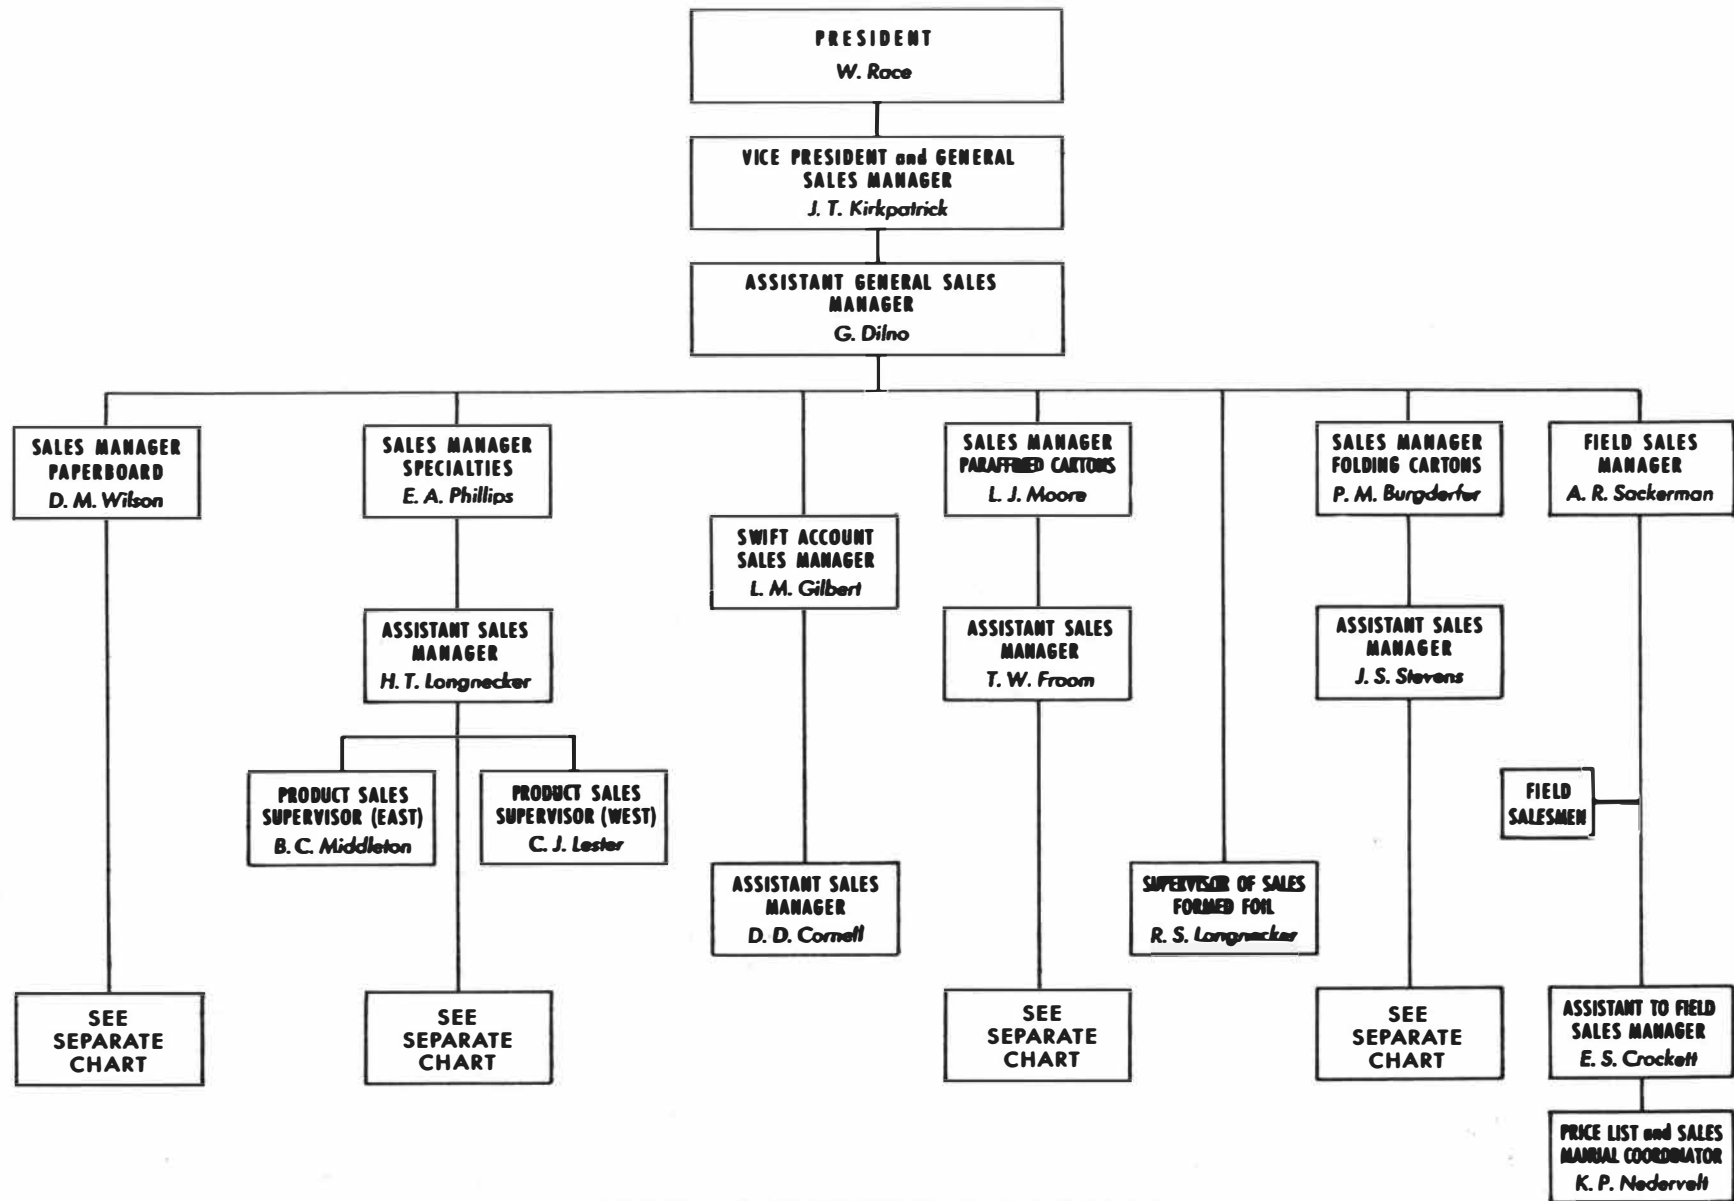 PRESIDENT
W. Race
VICE PRESIDENT and GENERAL
SALES MANAGER
J. T. Kirkpatrick
ASSISTANT GENERAL SALES
MANAGER
G. Dilno
SALES MANAGER
PAPERBOARD
D. M. Wilson
SEE
SEPARATE
CHART
SALES MANAGER
SPECIALTIES
E. A. Phillips
ASSISTANT SALES
MANAGER
H. T. Longnecker
PRODUCT SALES
SUPERVISOR (EAST)
B. C. Middleton
PRODUCT SALES
SUPERVISOR (WEST)
C. J. Lester
SEE
SEPARATE
CHART
SWIFT ACCOUNT
SALES MANAGER
L. M. Gilbert
ASSISTANT SALES
MANAGER
D. D. Cornell
SALES MANAGER
PARAFFINED CARTONS
L. J. Moore
ASSISTANT SALES
MANAGER
T. W. Froom
SEE
SEPARATE
CHART
SUPERVISOR OF SALES
FORMED FOIL
R. S. Longnecker
SALES MANAGER
FOLDING CARTONS
P. M. Burgderfer
ASSISTANT SALES
MANAGER
J. S. Stevens
SEE
SEPARATE
CHART
FIELD SALES
MANAGER
A. R. Sackerman
FIELD
SALESMEN
ASSISTANT TO FIELD
SALES MANAGER
E. S. Crockett
PRICE LIST and SALES
MANUAL COORDINATOR
K. P. Nedervelt